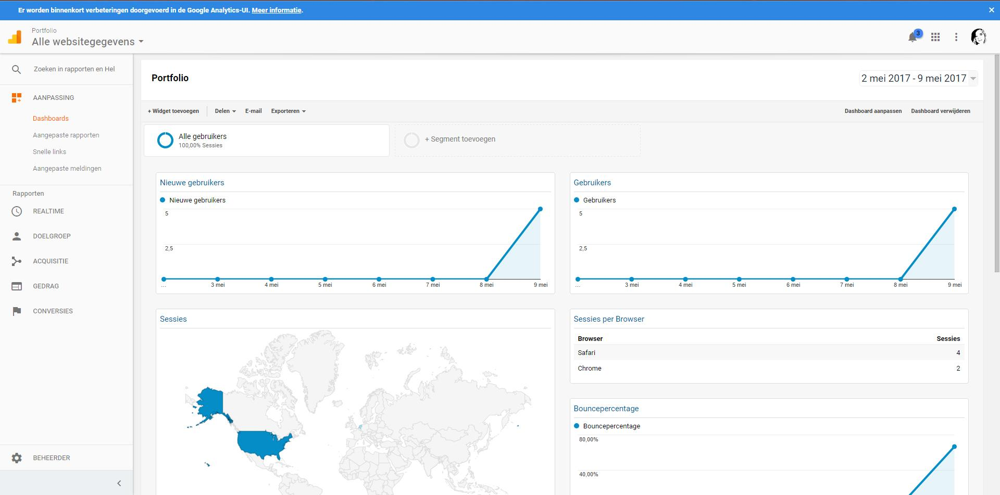 Er worden binnenkort verbeteringen doorgevoerd in de Google Analytics-UI. Meer informatie.
Portfolio
Alle websitegegevens
3
Zoeken in rapporten en Hel
AANPASSING
Dashboards
Aangepaste rapporten
Snelle links
Aangepaste meldingen
Rapporten
REALTIME
DOELGROEP
ACQUISITIE
GEDRAG
CONVERSIES
BEHEERDER
Portfolio
2 mei 2017 - 9 mei 2017
+ Widget toevoegen Delen E-mail Exporteren Dashboard aanpassen Dashboard verwijderen
Alle gebruikers
100,00% Sessies
+ Segment toevoegen
Nieuwe gebruikers
Nieuwe gebruikers
5
2,5
... 3 mei 4 mei 5 mei 6 mei 7 mei 8 mei 9 mei
Gebruikers
Gebruikers
5
2,5
... 3 mei 4 mei 5 mei 6 mei 7 mei 8 mei 9 mei
Sessies
Sessies per Browser
Browser Sessies
Safari 4
Chrome 2
Bouncepercentage
Bouncepercentage
80,00%
40,00%